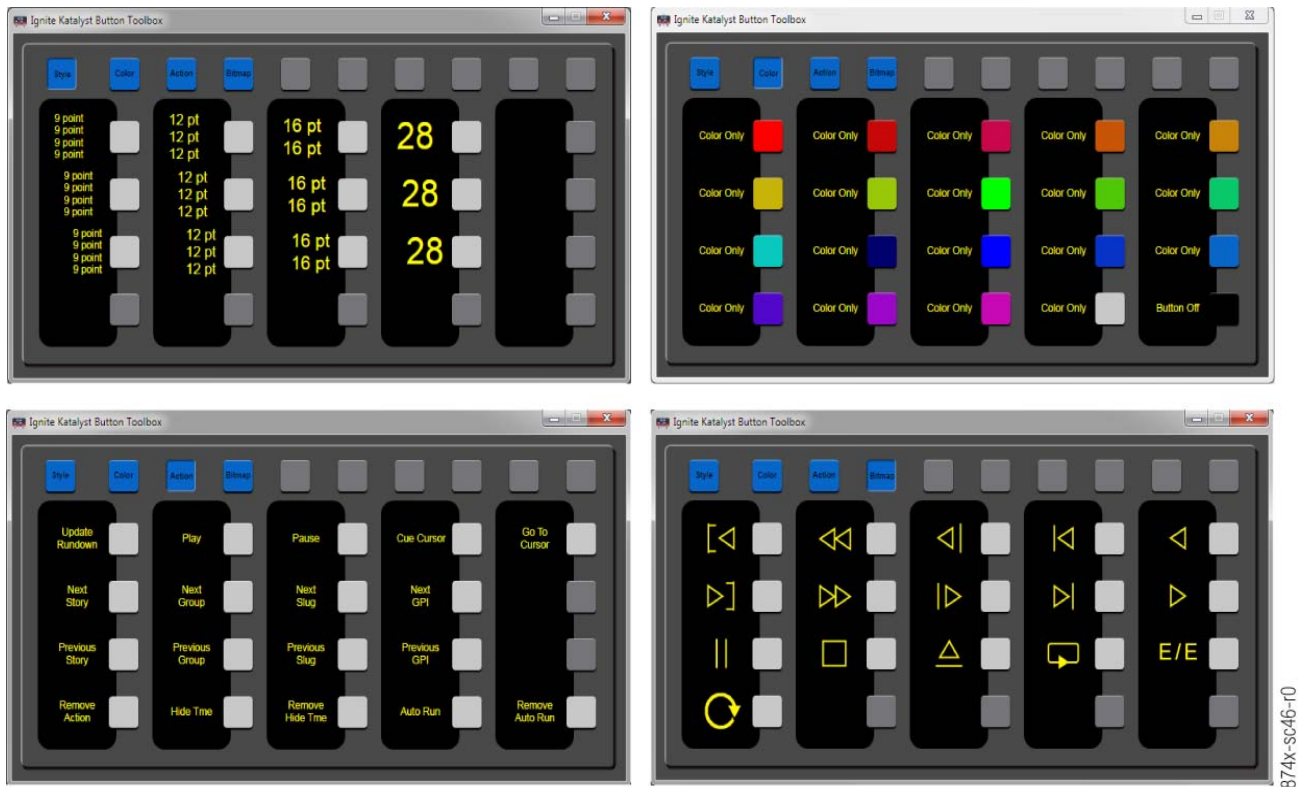 Ignite Katalyst Button Toolbox
Style Color Action Bitmap
9 point 12 pt 16 pt 28
9 point 12 pt 16 pt
9 point 12 pt
9 point
9 point 12 pt 16 pt 28
9 point 12 pt 16 pt
9 point 12 pt
9 point
9 point 12 pt 16 pt 28
9 point 12 pt 16 pt
9 point 12 pt
9 point
Ignite Katalyst Button Toolbox
Style Color Action Bitmap
Color Only Color Only Color Only Color Only Color Only
Color Only Color Only Color Only Color Only Color Only
Color Only Color Only Color Only Color Only Color Only
Color Only Color Only Color Only Color Only Button Off
Ignite Katalyst Button Toolbox
Style Color Action Bitmap
Update Play Pause Cue Cursor Go To
Rundown Cursor
Next Next Next Next
Story Group Slug GPI
Previous Previous Previous Previous
Story Group Slug GPI
Remove Hide Tme Remove Auto Run Remove
Action Hide Tme Auto Run
Ignite Katalyst Button Toolbox
Style Color Action Bitmap
E/E
874x-sc46-r0